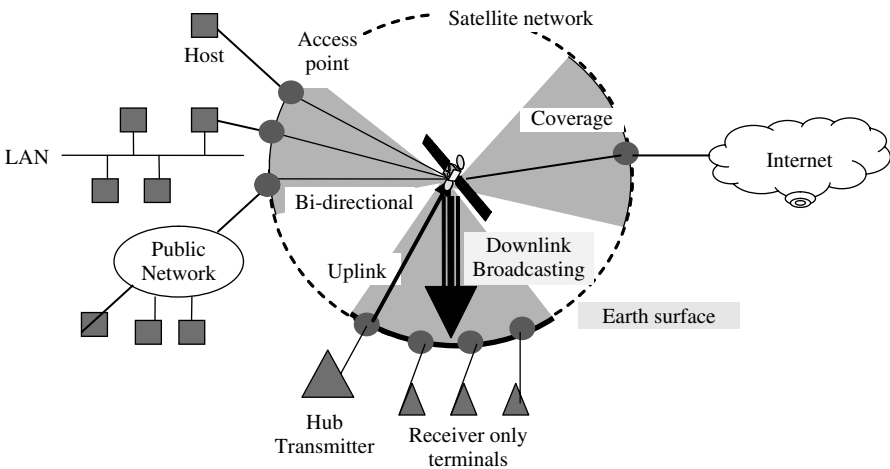 Satellite network
Access
point
Host
Coverage
LAN
Internet
Bi-directional
Public
Network
Uplink
Downlink
Broadcasting
Earth surface
Hub
Transmitter
Receiver only
terminals